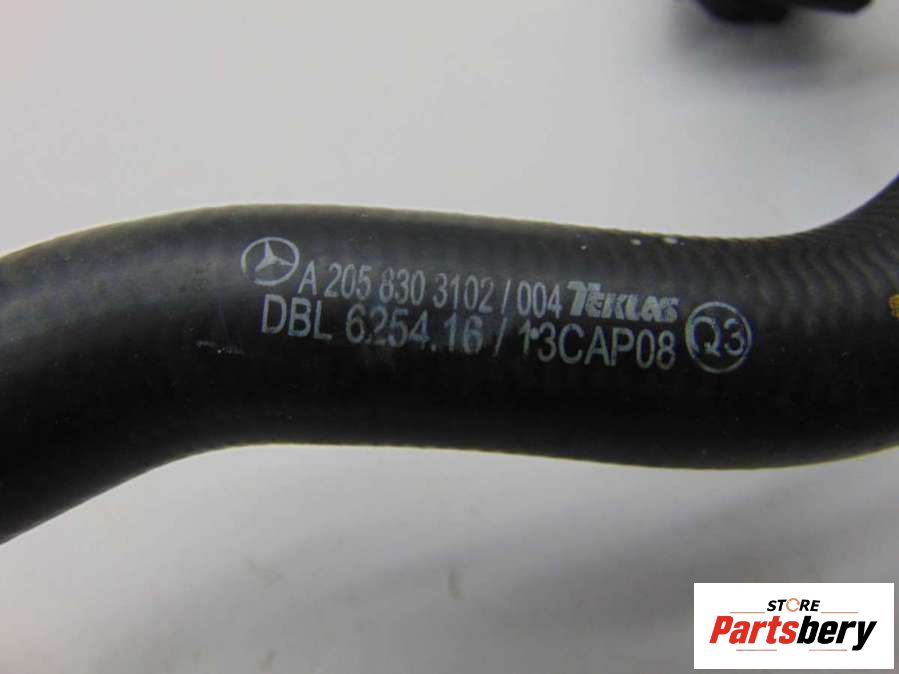 A 205 830 3102 / 004 TEKLAS
DBL 6254.16 / 13CAP08 Q3
STORE
Partsbery